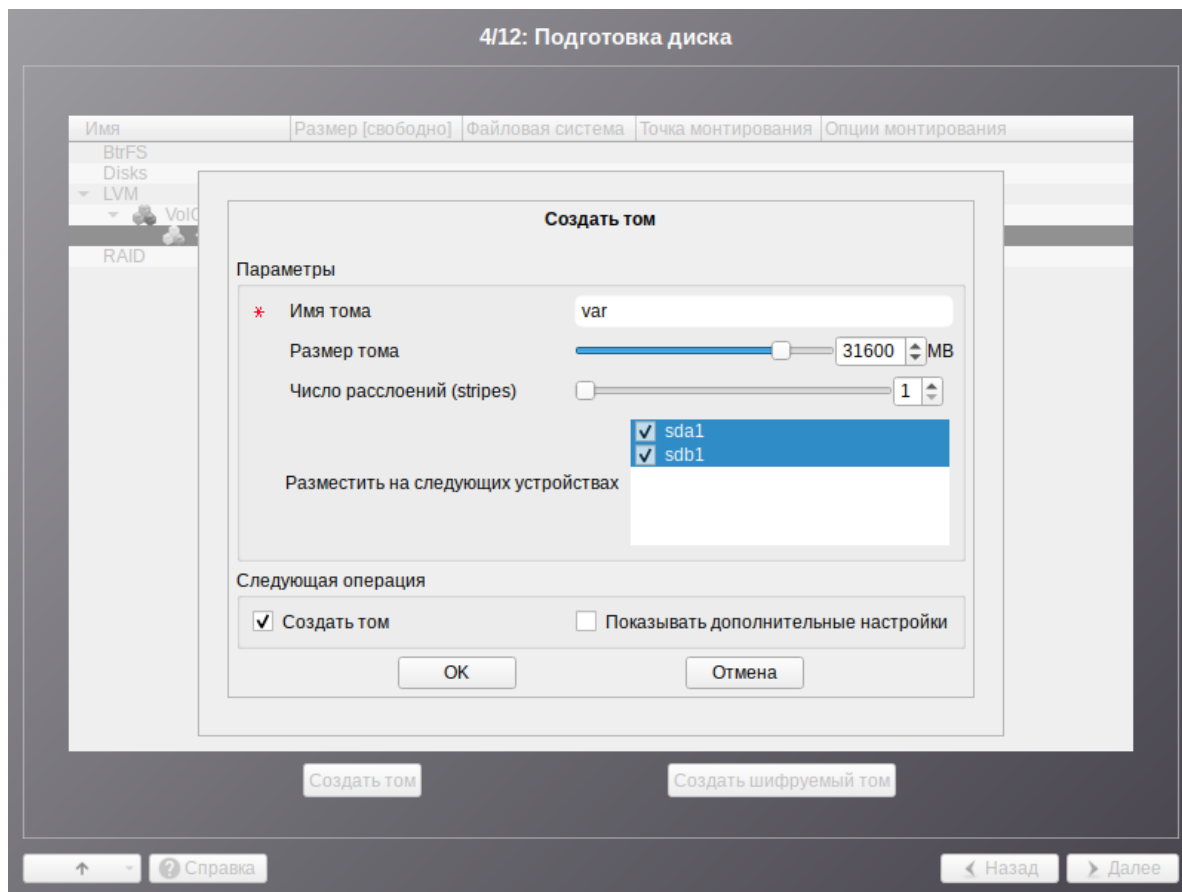 4/12: Подготовка диска
Имя Размер [свободно] Файловая система Точка монтирования Опции монтирования
BtrFS
Disks
LVM
RAID
Создать том
Параметры
Имя тома var
Размер тома 31600 MB
Число расслоений (stripes) 1
sda1
sdb1
Разместить на следующих устройствах
Следующая операция
Создать том Показывать дополнительные настройки
OK Отмена
Создать том Создать шифруемый том
Справка Назад Далее